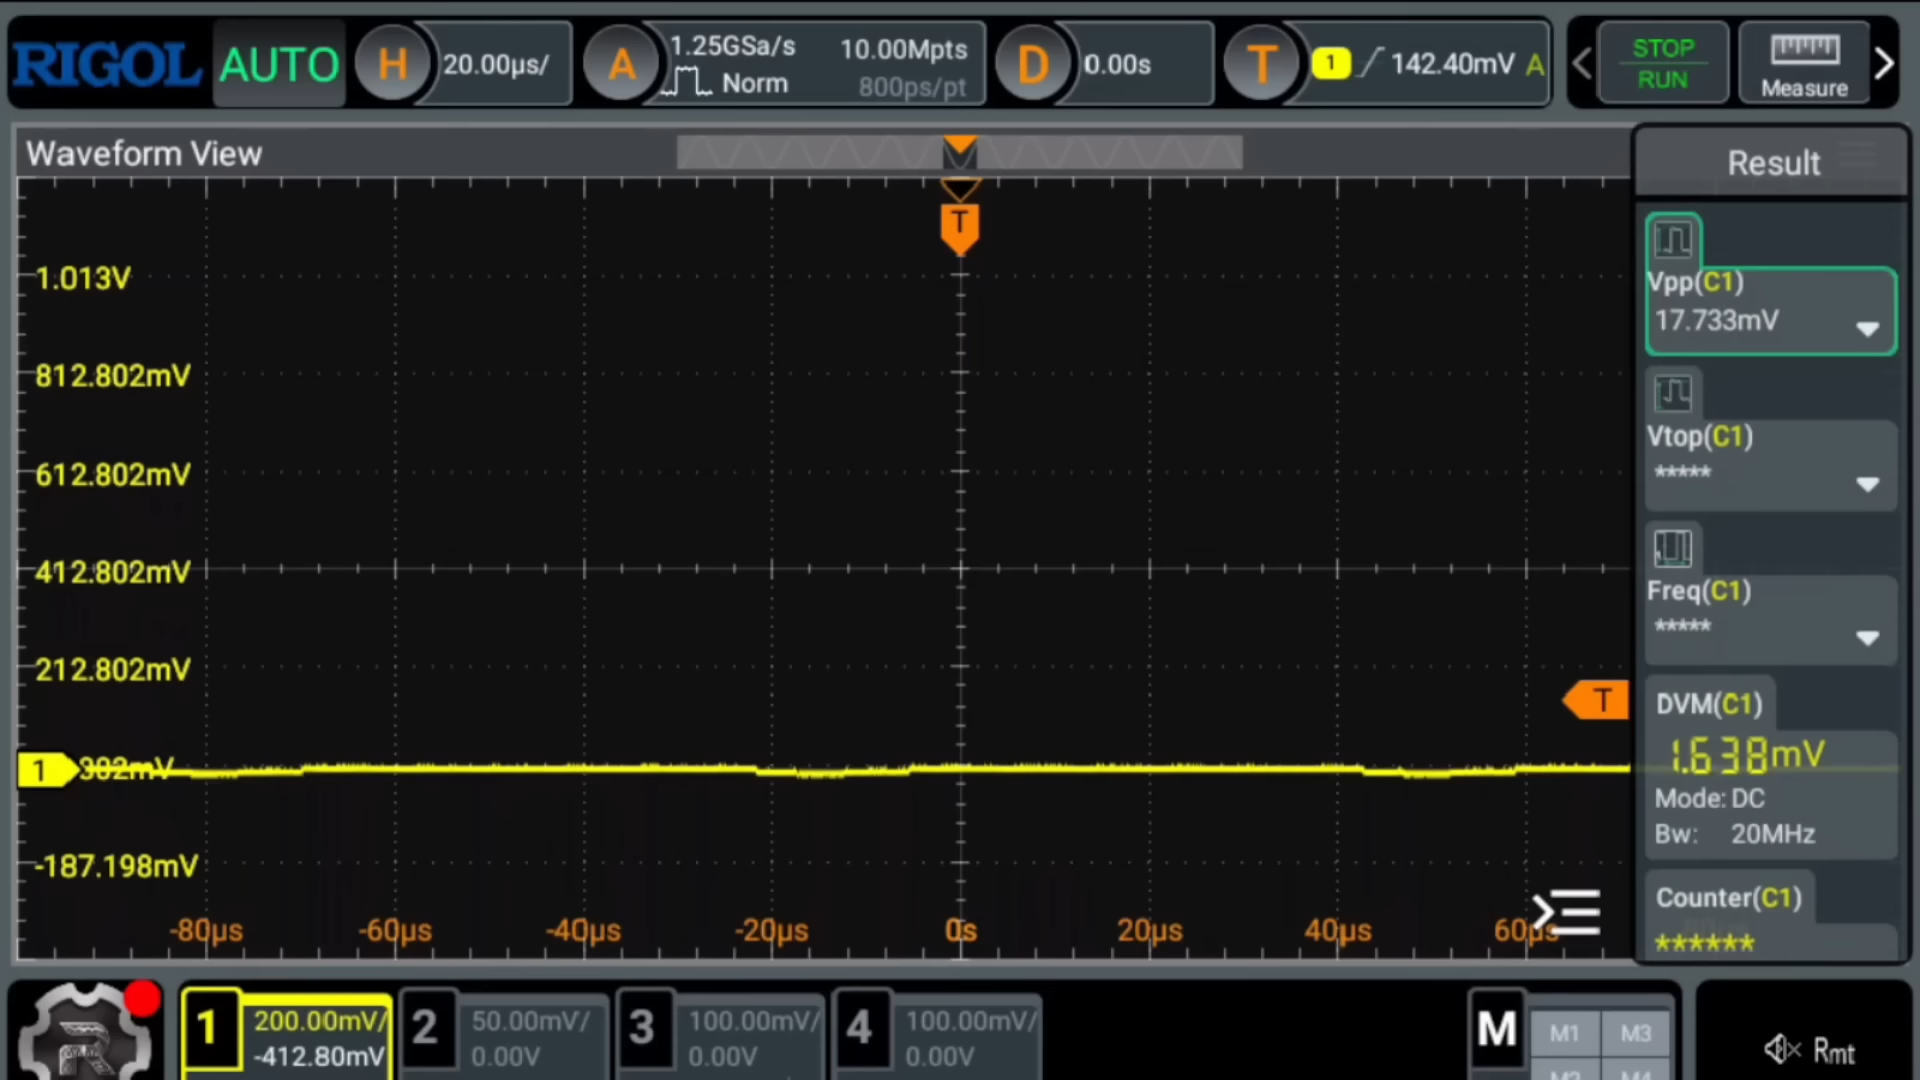 RIGOL AUTO H 20.00µs/ A 1.25GSa/s 10.00Mpts D 0.00s T 1 142.40mV A STOP
Norm 800ps/pt RUN Measure
Waveform View Result
T
1.013V
Vpp(C1)
17.733mV
812.802mV
Vtop(C1)
*****
612.802mV
412.802mV
Freq(C1)
*****
212.802mV
T
DVM(C1)
1.638mV
1
Mode: DC
Bw: 20MHz
-187.198mV
Counter(C1)
******
-80µs -60µs -40µs -20µs 0s 20µs 40µs 60µs
1 200.00mV/ 2 50.00mV/ 3 100.00mV/ 4 100.00mV/ M M1 M3
-412.80mV 0.00V 0.00V 0.00V Rmt